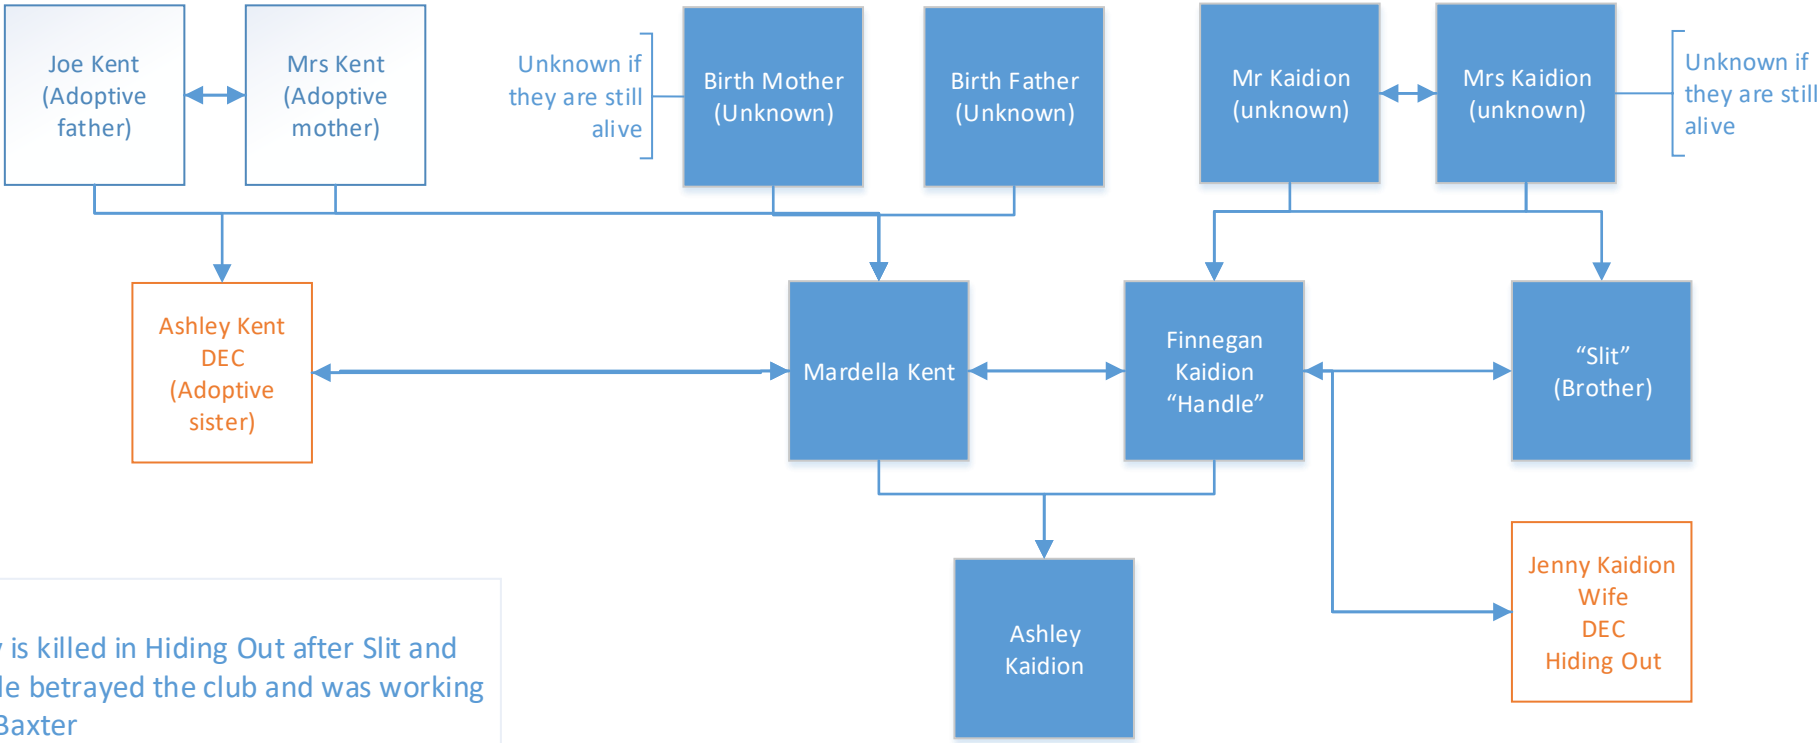 Joe Kent
(Adoptive
father)
Mrs Kent
(Adoptive
mother)
Unknown if
they are still
alive
Birth Mother
(Unknown)
Birth Father
(Unknown)
Mr Kaidion
(unknown)
Mrs Kaidion
(unknown)
Unknown if
they are still
alive
Ashley Kent
DEC
(Adoptive
sister)
Mardella Kent
Finnegan
Kaidion
“Handle”
“Slit”
(Brother)
Ashley
Kaidion
Jenny Kaidion
Wife
DEC
Hiding Out
is killed in Hiding Out after Slit and
betrayed the club and was working
Baxter